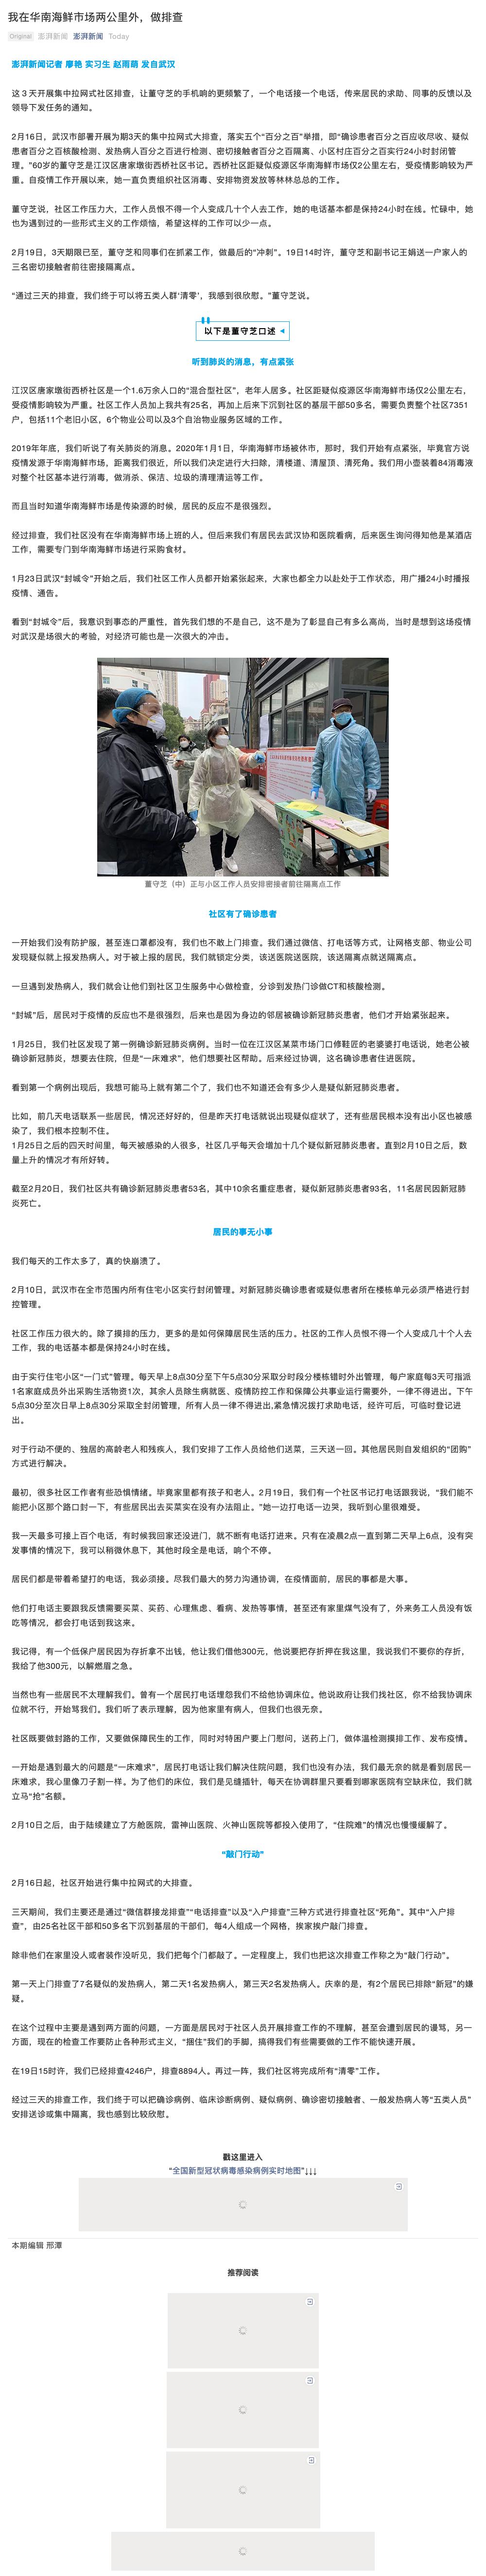 我在华南海鲜市场两公里外，做排查
Original 澎湃新闻 澎湃新闻 Today
澎湃新闻记者 廖艳 实习生 赵雨萌 发自武汉
这３天开展集中拉网式社区排查，让董守芝的手机响的更频繁了，一个电话接一个电话，传来居民的求助、同事的反馈以及
领导下发任务的通知。
2月16日，武汉市部署开展为期3天的集中拉网式大排查，落实五个“百分之百”举措，即“确诊患者百分之百应收尽收、疑似
患者百分之百核酸检测、发热病人百分之百进行检测、密切接触者百分之百隔离、小区村庄百分之百实行24小时封闭管
理。”60岁的董守芝是江汉区唐家墩街西桥社区书记。西桥社区距疑似疫源区华南海鲜市场仅2公里左右，受疫情影响较为严
重。自疫情工作开展以来，她一直负责组织社区消毒、安排物资发放等林林总总的工作。
董守芝说，社区工作压力大，工作人员恨不得一个人变成几十个人去工作，她的电话基本都是保持24小时在线。忙碌中，她
也为遇到过的一些形式主义的工作烦恼，希望这样的工作可以少一点。
2月19日，3天期限已至，董守芝和同事们在抓紧工作，做最后的“冲刺”。19日14时许，董守芝和副书记王娟送一户家人的
三名密切接触者前往密接隔离点。
“通过三天的排查，我们终于可以将五类人群‘清零’，我感到很欣慰。”董守芝说。
以下是董守芝口述
听到肺炎的消息，有点紧张
江汉区唐家墩街西桥社区是一个1.6万余人口的“混合型社区”，老年人居多。社区距疑似疫源区华南海鲜市场仅2公里左右，
受疫情影响较为严重。社区工作人员加上我共有25名，再加上后来下沉到社区的基层干部50多名，需要负责整个社区7351
户，包括11个老旧小区，6个物业公司以及3个自治物业服务区域的工作。
2019年年底，我们听说了有关肺炎的消息。2020年1月1日，华南海鲜市场被休市，那时，我们开始有点紧张，毕竟官方说
疫情发源于华南海鲜市场，距离我们很近，所以我们决定进行大扫除，清楼道、清屋顶、清死角。我们用小壶装着84消毒液
对整个社区基本进行消毒，做消杀、保洁、垃圾的清理清运等工作。
而且当时知道华南海鲜市场是传染源的时候，居民的反应不是很强烈。
经过排查，我们社区没有在华南海鲜市场上班的人。但后来我们有居民去武汉协和医院看病，后来医生询问得知他是某酒店
工作，需要专门到华南海鲜市场进行采购食材。
1月23日武汉“封城令”开始之后，我们社区工作人员都开始紧张起来，大家也都全力以赴处于工作状态，用广播24小时播报
疫情、通告。
看到“封城令”后，我意识到事态的严重性，首先我们想的不是自己，这不是为了彰显自己有多么高尚，当时是想到这场疫情
对武汉是场很大的考验，对经济可能也是一次很大的冲击。
董守芝（中）正与小区工作人员安排密接者前往隔离点工作
社区有了确诊患者
一开始我们没有防护服，甚至连口罩都没有，我们也不敢上门排查。我们通过微信、打电话等方式，让网格支部、物业公司
发现疑似就上报发热病人。对于被上报的居民，我们就锁定分类，该送医院送医院，该送隔离点就送隔离点。
一旦遇到发热病人，我们就会让他们到社区卫生服务中心做检查，分诊到发热门诊做CT和核酸检测。
“封城”后，居民对于疫情的反应也不是很强烈，后来也是因为身边的邻居被确诊新冠肺炎患者，他们才开始紧张起来。
1月25日，我们社区发现了第一例确诊新冠肺炎病例。当时一位在江汉区某菜市场门口修鞋匠的老婆婆打电话说，她老公被
确诊新冠肺炎，想要去住院，但是“一床难求”，他们想要社区帮助。后来经过协调，这名确诊患者住进医院。
看到第一个病例出现后，我想可能马上就有第二个了，我们也不知道还会有多少人是疑似新冠肺炎患者。
比如，前几天电话联系一些居民，情况还好好的，但是昨天打电话就说出现疑似症状了，还有些居民根本没有出小区也被感
染了，我们根本控制不住。
1月25日之后的四天时间里，每天被感染的人很多，社区几乎每天会增加十几个疑似新冠肺炎患者。直到2月10日之后，数
量上升的情况才有所好转。
截至2月20日，我们社区共有确诊新冠肺炎患者53名，其中10余名重症患者，疑似新冠肺炎患者93名，11名居民因新冠肺
炎死亡。
居民的事无小事
我们每天的工作太多了，真的快崩溃了。
2月10日，武汉市在全市范围内所有住宅小区实行封闭管理。对新冠肺炎确诊患者或疑似患者所在楼栋单元必须严格进行封
控管理。
社区工作压力很大的。除了摸排的压力，更多的是如何保障居民生活的压力。社区的工作人员恨不得一个人变成几十个人去
工作，我的电话基本都是保持24小时在线。
由于实行住宅小区“一门式”管理。每天早上8点30分至下午5点30分采取分时段分楼栋错时外出管理，每户家庭每3天可指派
1名家庭成员外出采购生活物资1次，其余人员除生病就医、疫情防控工作和保障公共事业运行需要外，一律不得进出。下午
5点30分至次日早上8点30分采取全封闭管理，所有人员一律不得进出,紧急情况拨打求助电话，经许可后，可临时登记进
出。
对于行动不便的、独居的高龄老人和残疾人，我们安排了工作人员给他们送菜，三天送一回。其他居民则自发组织的“团购”
方式进行解决。
最初，很多社区工作者有些恐惧情绪。毕竟家里都有孩子和老人。2月19日，我们有一个社区书记打电话跟我说，“我们能不
能把小区那个路口封一下，有些居民出去买菜实在没有办法阻止。”她一边打电话一边哭，我听到心里很难受。
我一天最多可接上百个电话，有时候我回家还没进门，就不断有电话打进来。只有在凌晨2点一直到第二天早上6点，没有突
发事情的情况下，我可以稍微休息下，其他时段全是电话，响个不停。
居民们都是带着希望打的电话，我必须接。尽我们最大的努力沟通协调，在疫情面前，居民的事都是大事。
他们打电话主要跟我反馈需要买菜、买药、心理焦虑、看病、发热等事情，甚至还有家里煤气没有了，外来务工人员没有饭
吃等情况，都会打电话到我这来。
我记得，有一个低保户居民因为存折拿不出钱，他让我们借他300元，他说要把存折押在我这里，我说我们不要你的存折，
我给了他300元，以解燃眉之急。
当然也有一些居民不太理解我们。曾有一个居民打电话埋怨我们不给他协调床位。他说政府让我们找社区，你不给我协调床
位就不行，开始骂我们。我们听了表示理解，因为他家里有病人，但我们也很无奈。
社区既要做封路的工作，又要做保障民生的工作，同时对特困户要上门慰问，送药上门，做体温检测摸排工作、发布疫情。
一开始是遇到最大的问题是“一床难求”，居民打电话让我们解决住院问题，我们也没有办法，我们最无奈的就是看到居民一
床难求，我心里像刀子割一样。为了他们的床位，我们是见缝插针，每天在协调群里只要看到哪家医院有空缺床位，我们就
立马“抢”名额。
2月10日之后，由于陆续建立了方舱医院，雷神山医院、火神山医院等都投入使用了，“住院难”的情况也慢慢缓解了。
“敲门行动”
2月16日起，社区开始进行集中拉网式的大排查。
三天期间，我们主要还是通过“微信群接龙排查”“电话排查”以及“入户排查”三种方式进行排查社区“死角”。其中“入户排
查”，由25名社区干部和50多名下沉到基层的干部们，每4人组成一个网格，挨家挨户敲门排查。
除非他们在家里没人或者装作没听见，我们把每个门都敲了。一定程度上，我们也把这次排查工作称之为“敲门行动”。
第一天上门排查了7名疑似的发热病人，第二天1名发热病人，第三天2名发热病人。庆幸的是，有2个居民已排除“新冠”的嫌
疑。
在这个过程中主要是遇到两方面的问题，一方面是居民对于社区人员开展排查工作的不理解，甚至会遭到居民的谩骂，另一
方面，现在的检查工作要防止各种形式主义，“捆住”我们的手脚，搞得我们有些需要做的工作不能快速开展。
在19日15时许，我们已经排查4246户，排查8894人。再过一阵，我们社区将完成所有“清零”工作。
经过三天的排查工作，我们终于可以把确诊病例、临床诊断病例、疑似病例、确诊密切接触者、一般发热病人等“五类人员”
安排送诊或集中隔离，我也感到比较欣慰。
戳这里进入
“全国新型冠状病毒感染病例实时地图”↓↓↓
本期编辑 邢潭
推荐阅读